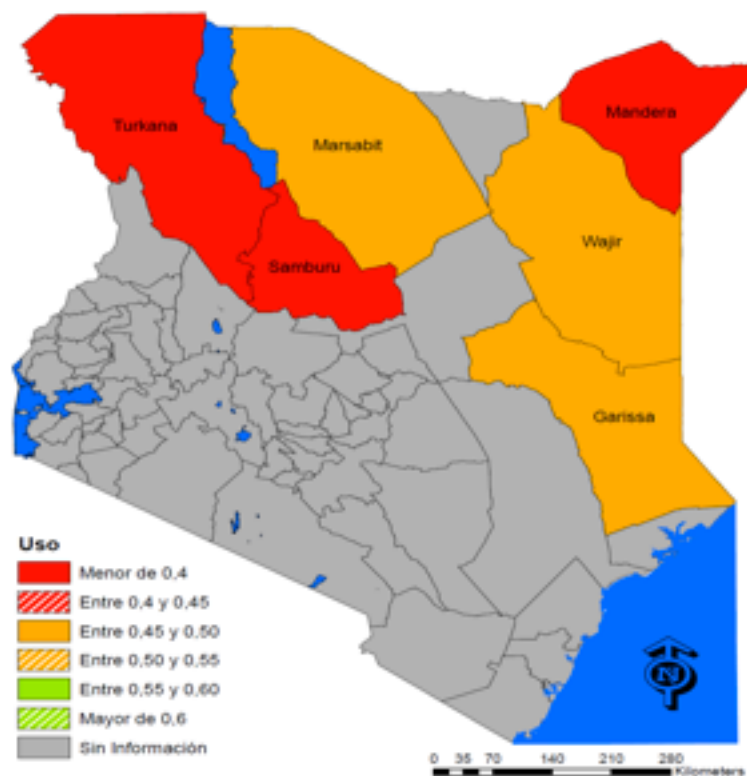 Turkana
Marsabit
Mandera
Wajir
Samburu
Garissa
Uso
Menor de 0,4
Entre 0,4 y 0,45
Entre 0,45 y 0,50
Entre 0,50 y 0,55
Entre 0,55 y 0,60
Mayor de 0,6
Sin Información
N
0 35 70 140 210 280
Kilometers